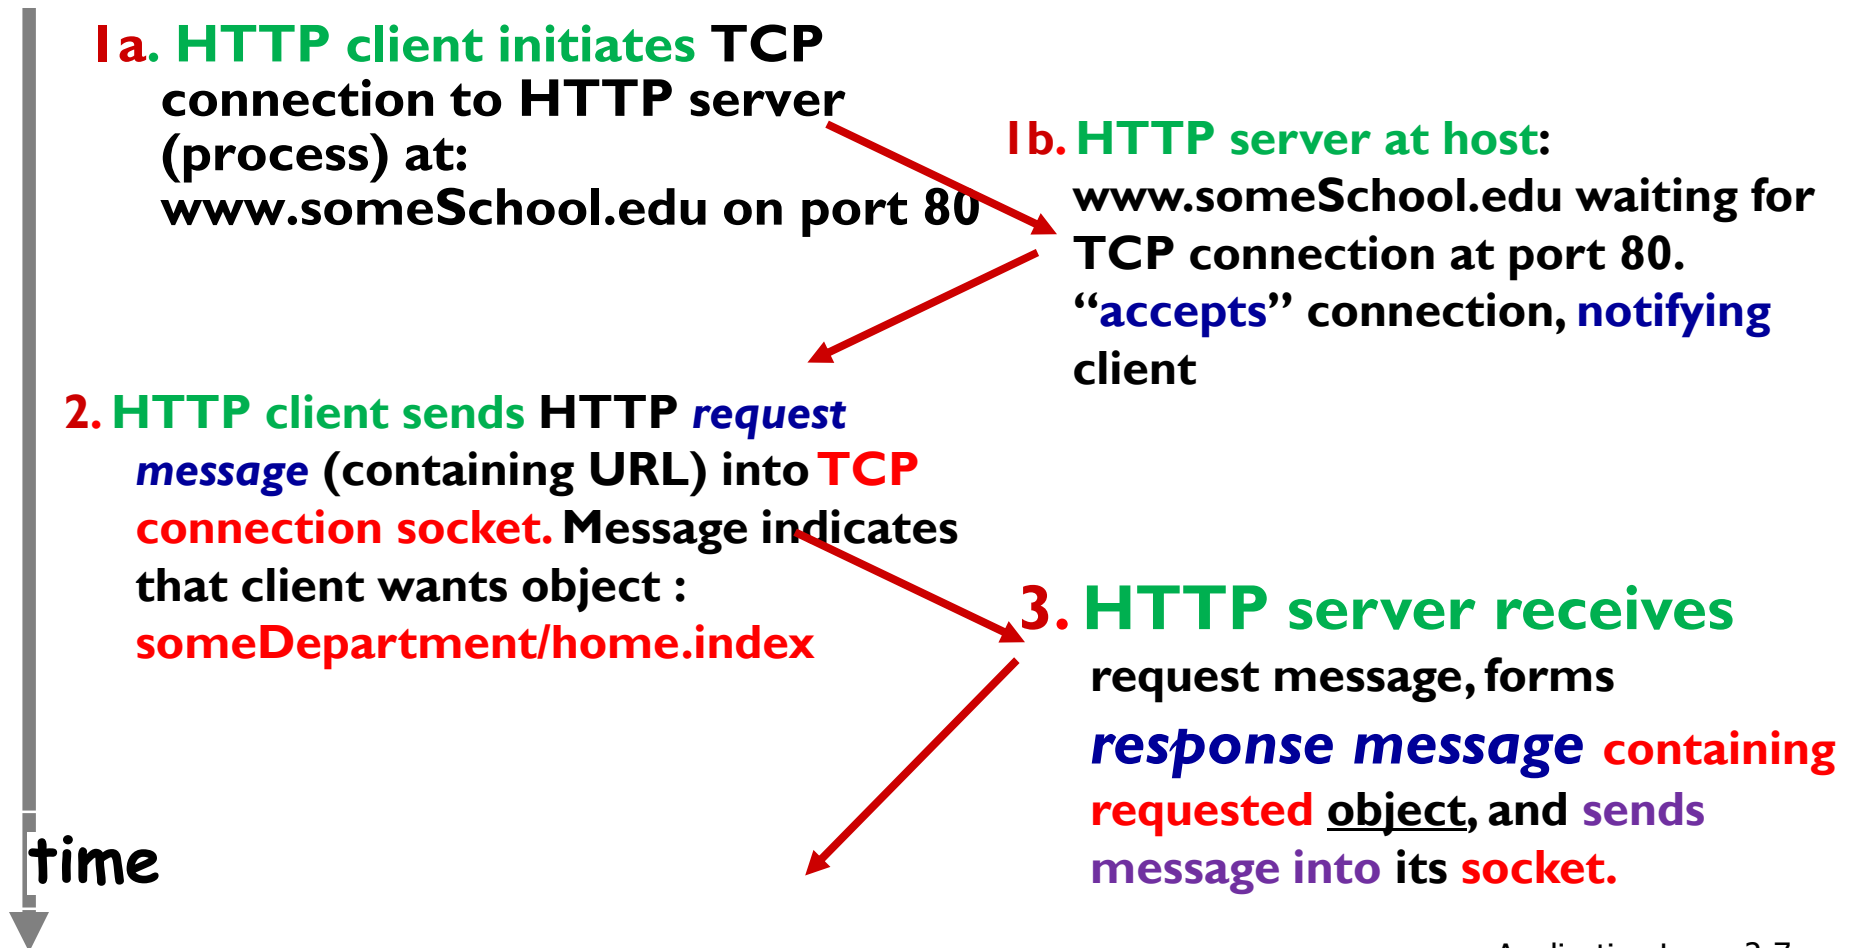 1a. HTTP client initiates TCP
connection to HTTP server
(process) at:
www.someSchool.edu on port 80
1b. HTTP server at host:
www.someSchool.edu waiting for
TCP connection at port 80.
“accepts” connection, notifying
client
2. HTTP client sends HTTP request
message (containing URL) into TCP
connection socket. Message indicates
that client wants object :
someDepartment/home.index
3. HTTP server receives
request message, forms
response message containing
requested object, and sends
message into its socket.
time